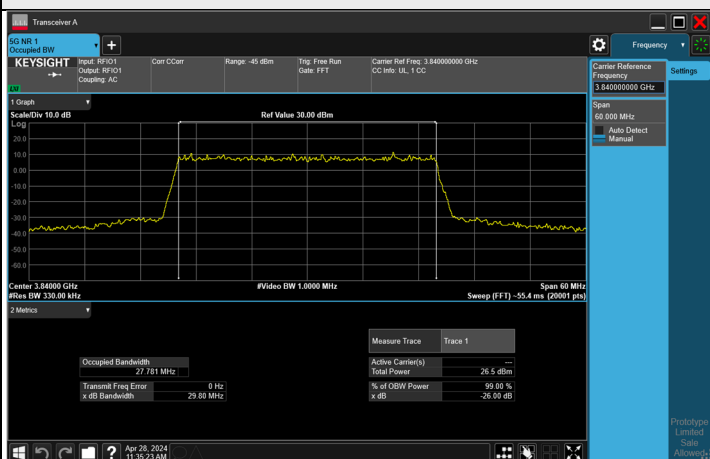 Transceiver A
5G NR 1
Occupied BW
Frequency
KEYSIGHT
Input: RFIO1
Output: RFIO1
Coupling: AC
Corr CCorr
Range: -45 dBm
Trig: Free Run
Gate: FFT
Carrier Ref Freq: 3.840000000 GHz
CC Info: UL, 1 CC
LXI
Carrier Reference
Frequency
3.840000000 GHz
Settings
Span
60.000 MHz
Auto Detect
Manual
1 Graph
Scale/Div 10.0 dB
Ref Value 30.00 dBm
Log
20.0
10.0
0.00
-10.0
-20.0
-30.0
-40.0
-50.0
-60.0
Center 3.84000 GHz
#Video BW 1.0000 MHz
Span 60 MHz
#Res BW 330.00 kHz
Sweep (FFT) ~55.4 ms (20001 pts)
2 Metrics
Measure Trace
Trace 1
Occupied Bandwidth
27.781 MHz
Active Carrier(s)
---
Total Power
26.5 dBm
Transmit Freq Error
0 Hz
x dB Bandwidth
29.80 MHz
% of OBW Power
99.00 %
x dB
-26.00 dB
Prototype
Limited
Sale
Allowed
?
Apr 28, 2024
11:35:23 AM